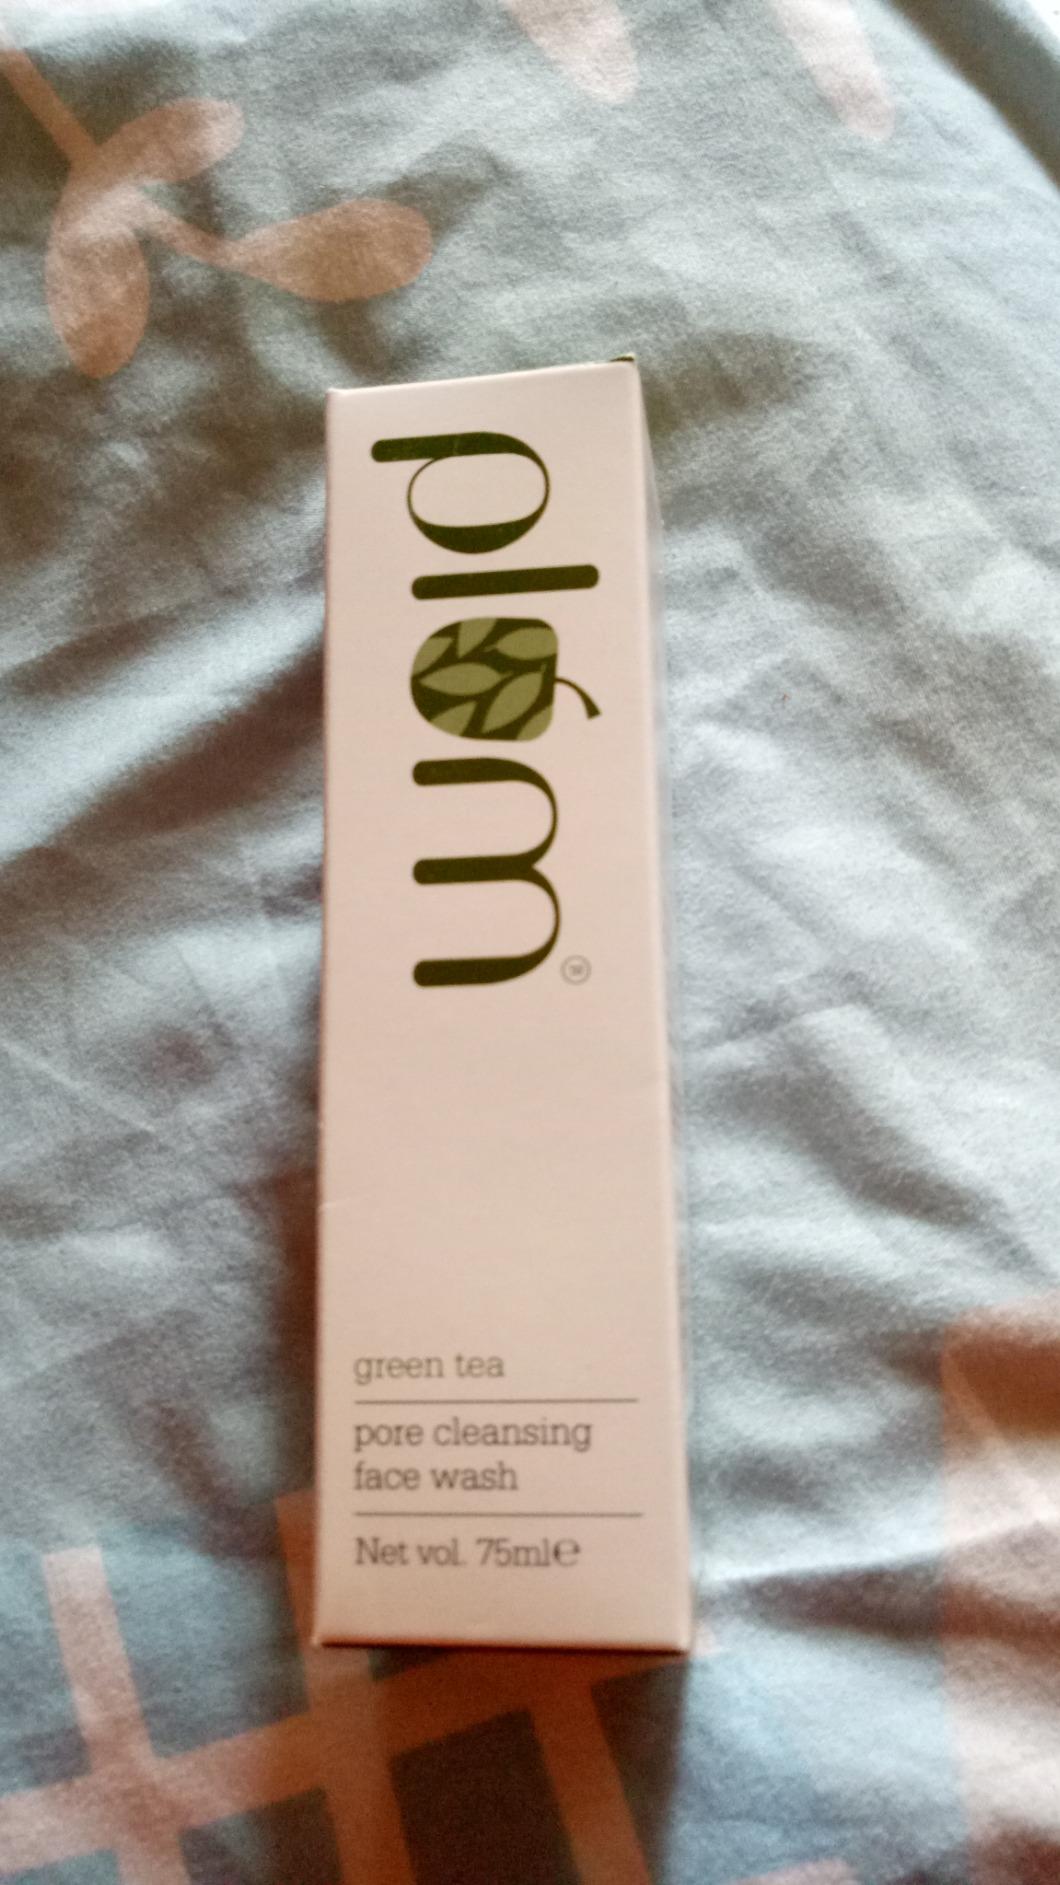 plum®
green tea
pore cleansing
face wash
Net vol. 75ml℮